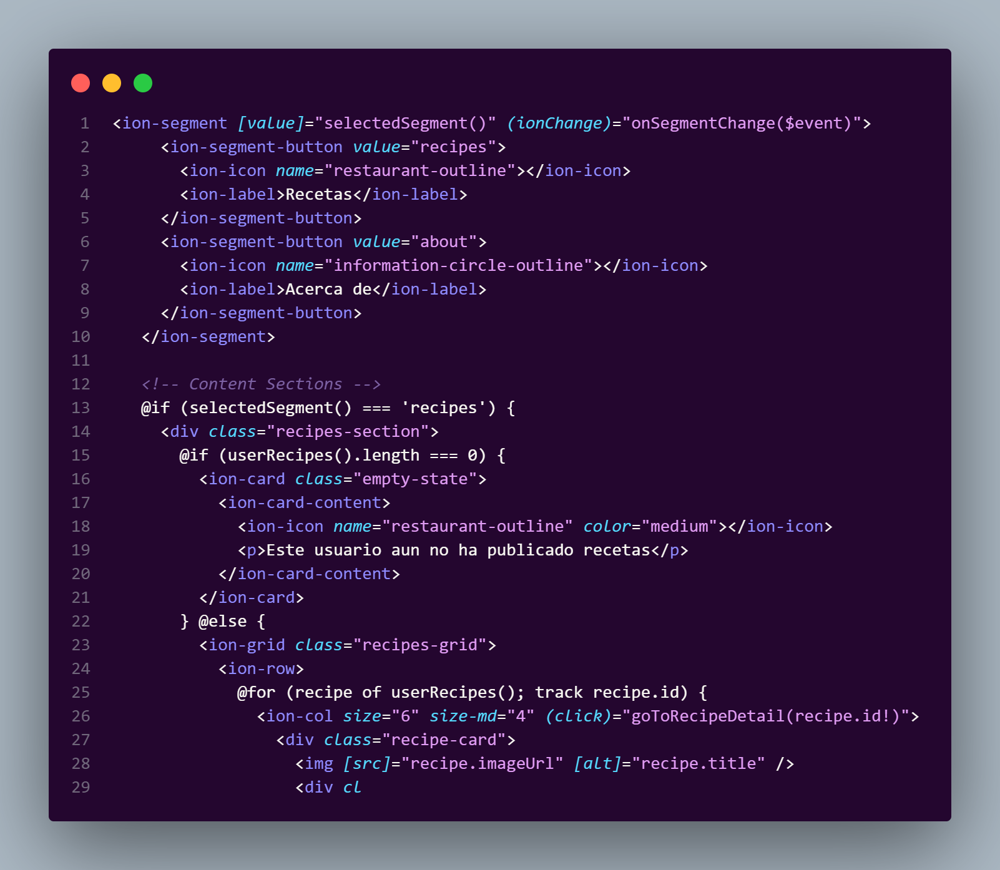 1 <ion-segment [value]="selectedSegment()" (ionChange)="onSegmentChange($event)">
2 <ion-segment-button value="recipes">
3 <ion-icon name="restaurant-outline"></ion-icon>
4 <ion-label>Recetas</ion-label>
5 </ion-segment-button>
6 <ion-segment-button value="about">
7 <ion-icon name="information-circle-outline"></ion-icon>
8 <ion-label>Acerca de</ion-label>
9 </ion-segment-button>
10 </ion-segment>
11
12 <!-- Content Sections -->
13 @if (selectedSegment() === 'recipes') {
14 <div class="recipes-section">
15 @if (userRecipes().length === 0) {
16 <ion-card class="empty-state">
17 <ion-card-content>
18 <ion-icon name="restaurant-outline" color="medium"></ion-icon>
19 <p>Este usuario aun no ha publicado recetas</p>
20 </ion-card-content>
21 </ion-card>
22 } @else {
23 <ion-grid class="recipes-grid">
24 <ion-row>
25 @for (recipe of userRecipes(); track recipe.id) {
26 <ion-col size="6" size-md="4" (click)="goToRecipeDetail(recipe.id!)">
27 <div class="recipe-card">
28 <img [src]="recipe.imageUrl" [alt]="recipe.title" />
29 <div cl